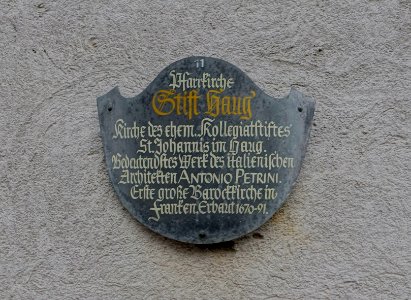 11
Pfarrkirche
Stift Haug
Kirche des ehem. Kollegiatstiftes
St. Johannis im Haug.
Bedeutendstes Werk des italienischen
Architekten ANTONIO PETRINI.
Erste große Barockkirche in
Franken. Erbaut 1670-91.